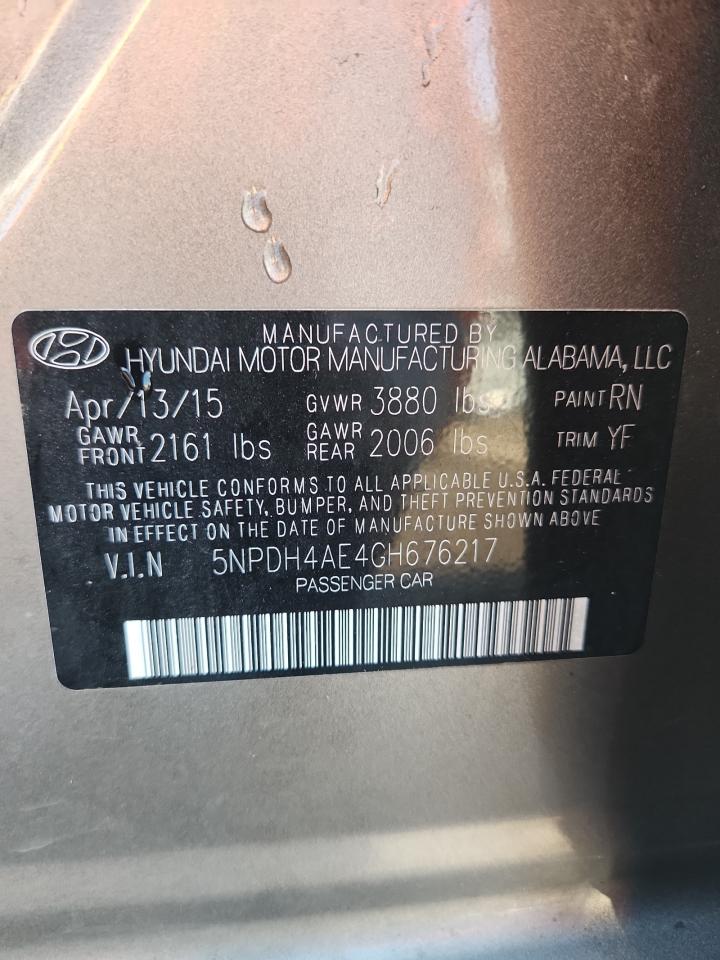 MANUFACTURED BY
HYUNDAI MOTOR MANUFACTURING ALABAMA, LLC
Apr/13/15 GVWR 3880 lbs PAINT RN
GAWR FRONT 2161 lbs GAWR REAR 2006 lbs TRIM YF
THIS VEHICLE CONFORMS TO ALL APPLICABLE U.S.A. FEDERAL
MOTOR VEHICLE SAFETY, BUMPER, AND THEFT PREVENTION STANDARDS
IN EFFECT ON THE DATE OF MANUFACTURE SHOWN ABOVE
V.I.N 5NPDH4AE4GH676217
PASSENGER CAR